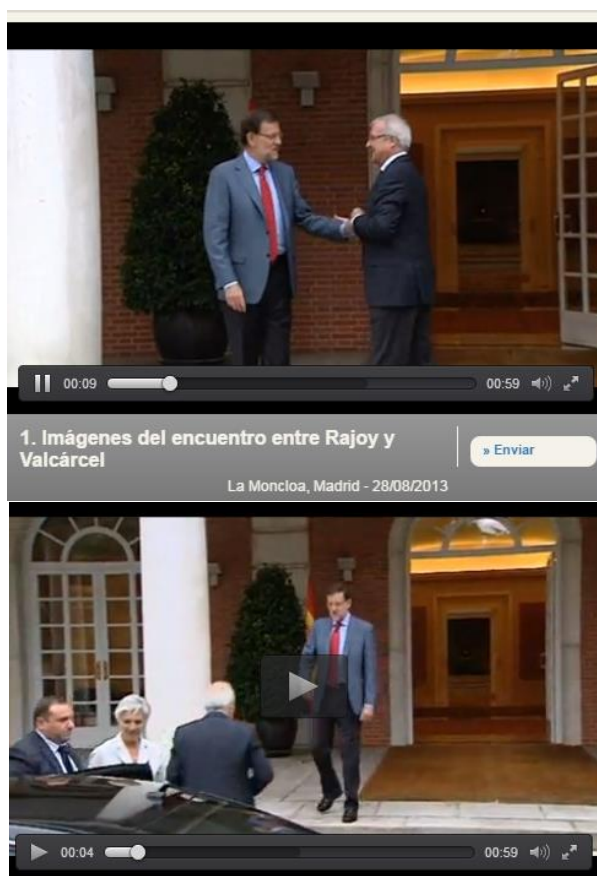 00:09 00:59
1. Imágenes del encuentro entre Rajoy y
Valcárcel
» Enviar
La Moncloa, Madrid - 28/08/2013
00:04 00:59